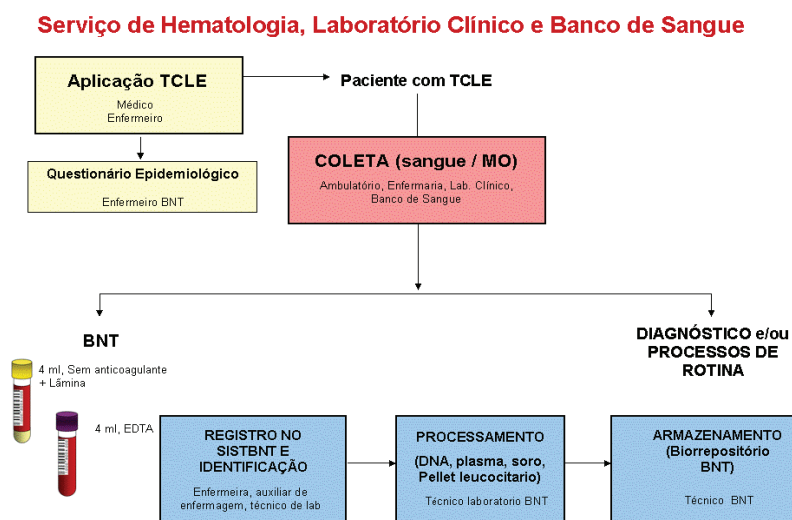 Serviço de Hematologia, Laboratório Clínico e Banco de Sangue
Aplicação TCLE
Médico
Enfermeiro
Paciente com TCLE
Questionário Epidemiológico
Enfermeiro BNT
COLETA (sangue / MO)
Ambulatório, Enfermaria, Lab. Clínico,
Banco de Sangue
BNT
4 ml, Sem anticoagulante
+ Lâmina
4 ml, EDTA
DIAGNÓSTICO e/ou
PROCESSOS DE
ROTINA
REGISTRO NO
SISTBNT E
IDENTIFICAÇÃO
Enfermeira, auxiliar de
enfermagem, técnico de lab
PROCESSAMENTO
(DNA, plasma, soro,
Pellet leucocitario)
Técnico laboratorio BNT
ARMAZENAMENTO
(Biorrepositório
BNT)
Técnico BNT